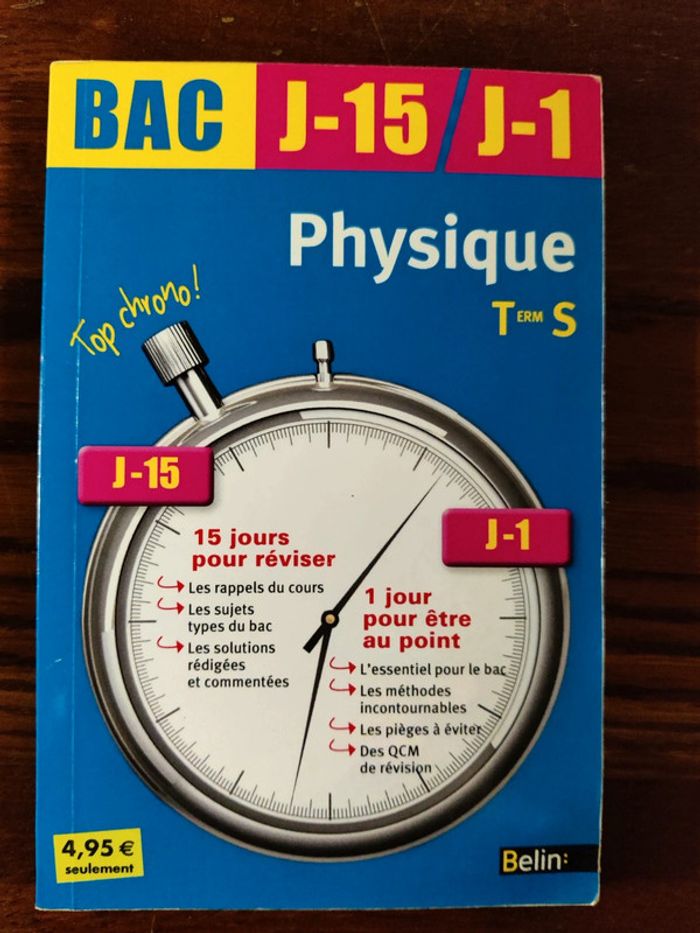 BAC J-15/J-1
Physique
TERM S
Top chrono!
J-15
15 jours
pour réviser
Les rappels du cours
Les sujets
types du bac
Les solutions
rédigées
et commentées
J-1
1 jour
pour être
au point
L'essentiel pour le bac
Les méthodes
incontournables
Les pièges à éviter
Des QCM
de révision
4,95 €
seulement
Belin: